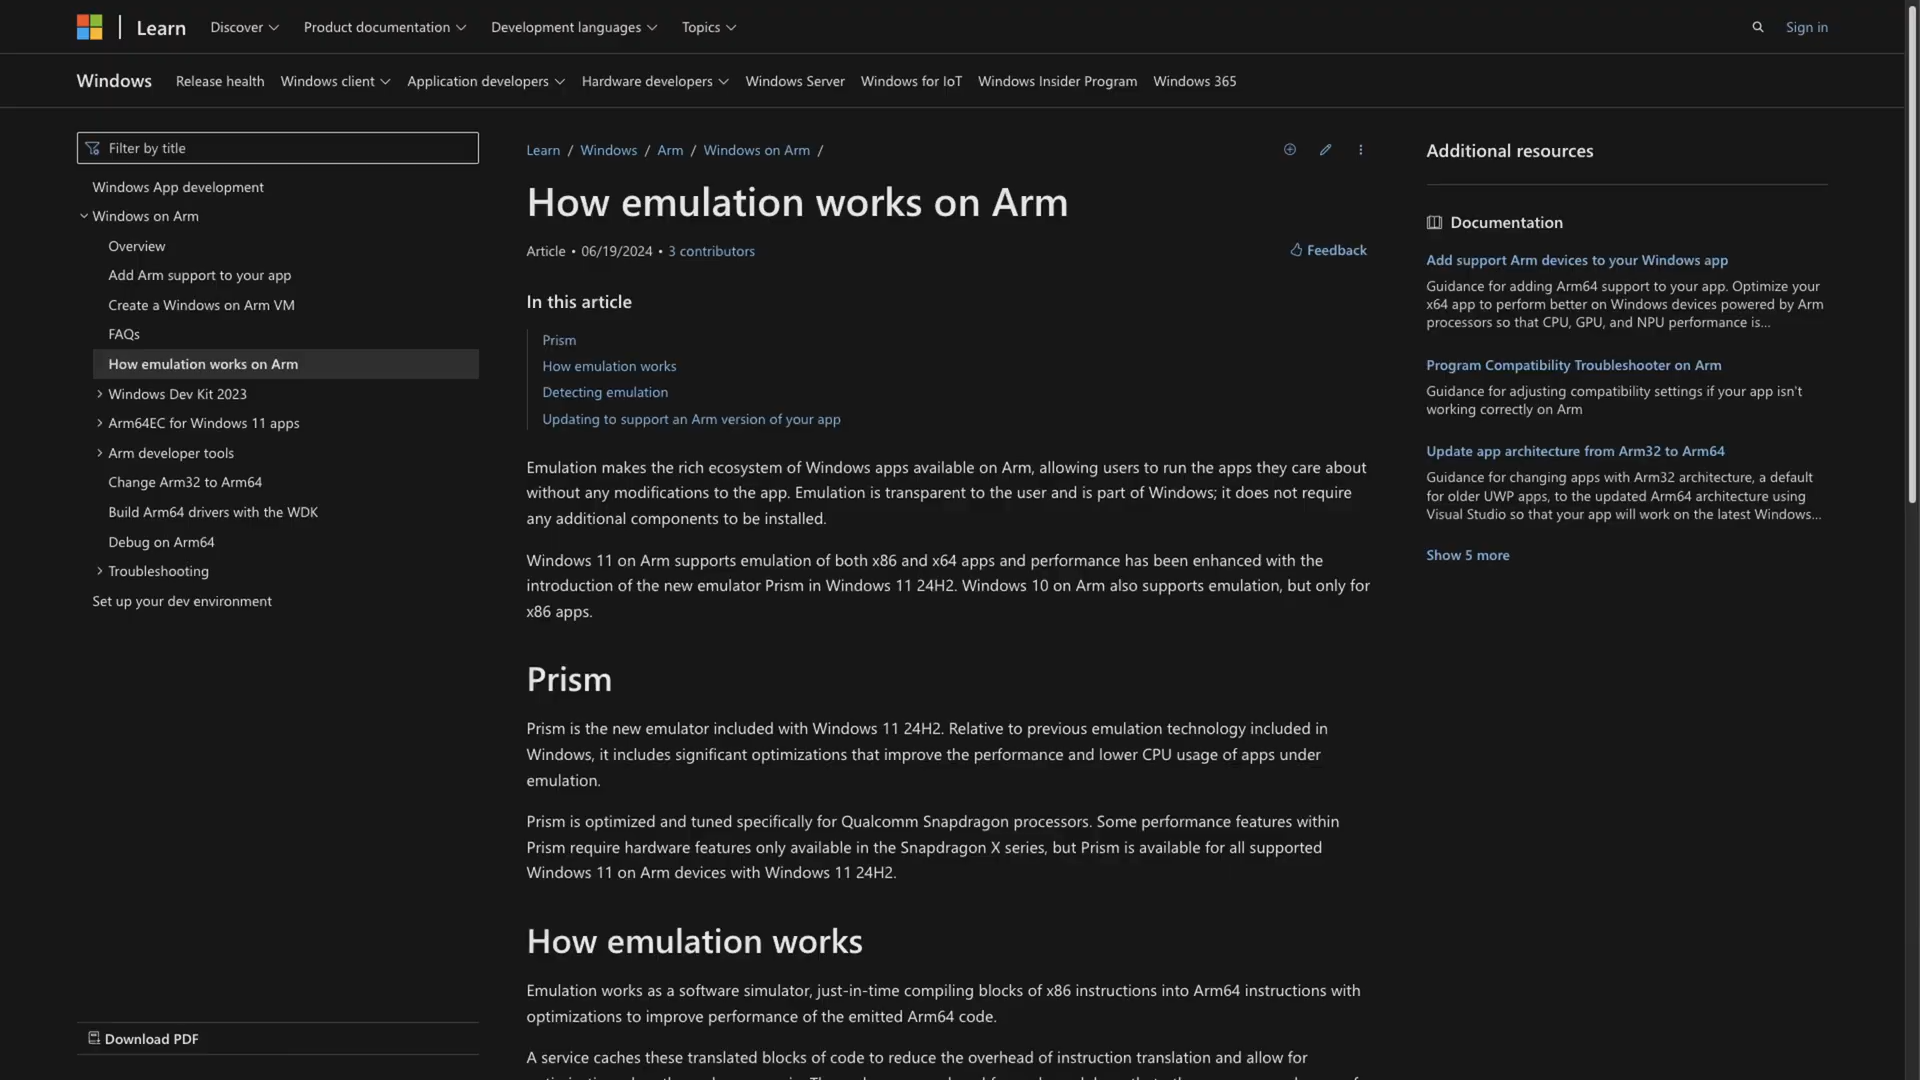 Learn Discover Product documentation Development languages Topics Sign in
Windows Release health Windows client Application developers Hardware developers Windows Server Windows for IoT Windows Insider Program Windows 365
Filter by title
Windows App development
Windows on Arm
Overview
Add Arm support to your app
Create a Windows on Arm VM
FAQs
How emulation works on Arm
Windows Dev Kit 2023
Arm64EC for Windows 11 apps
Arm developer tools
Change Arm32 to Arm64
Build Arm64 drivers with the WDK
Debug on Arm64
Troubleshooting
Set up your dev environment
Download PDF
Learn / Windows / Arm / Windows on Arm /
How emulation works on Arm
Article • 06/19/2024 • 3 contributors
Feedback
In this article
Prism
How emulation works
Detecting emulation
Updating to support an Arm version of your app
Emulation makes the rich ecosystem of Windows apps available on Arm, allowing users to run the apps they care about
without any modifications to the app. Emulation is transparent to the user and is part of Windows; it does not require
any additional components to be installed.
Windows 11 on Arm supports emulation of both x86 and x64 apps and performance has been enhanced with the
introduction of the new emulator Prism in Windows 11 24H2. Windows 10 on Arm also supports emulation, but only for
x86 apps.
Prism
Prism is the new emulator included with Windows 11 24H2. Relative to previous emulation technology included in
Windows, it includes significant optimizations that improve the performance and lower CPU usage of apps under
emulation.
Prism is optimized and tuned specifically for Qualcomm Snapdragon processors. Some performance features within
Prism require hardware features only available in the Snapdragon X series, but Prism is available for all supported
Windows 11 on Arm devices with Windows 11 24H2.
How emulation works
Emulation works as a software simulator, just-in-time compiling blocks of x86 instructions into Arm64 instructions with
optimizations to improve performance of the emitted Arm64 code.
A service caches these translated blocks of code to reduce the overhead of instruction translation and allow for
Additional resources
Documentation
Add support Arm devices to your Windows app
Guidance for adding Arm64 support to your app. Optimize your
x64 app to perform better on Windows devices powered by Arm
processors so that CPU, GPU, and NPU performance is...
Program Compatibility Troubleshooter on Arm
Guidance for adjusting compatibility settings if your app isn't
working correctly on Arm
Update app architecture from Arm32 to Arm64
Guidance for changing apps with Arm32 architecture, a default
for older UWP apps, to the updated Arm64 architecture using
Visual Studio so that your app will work on the latest Windows...
Show 5 more